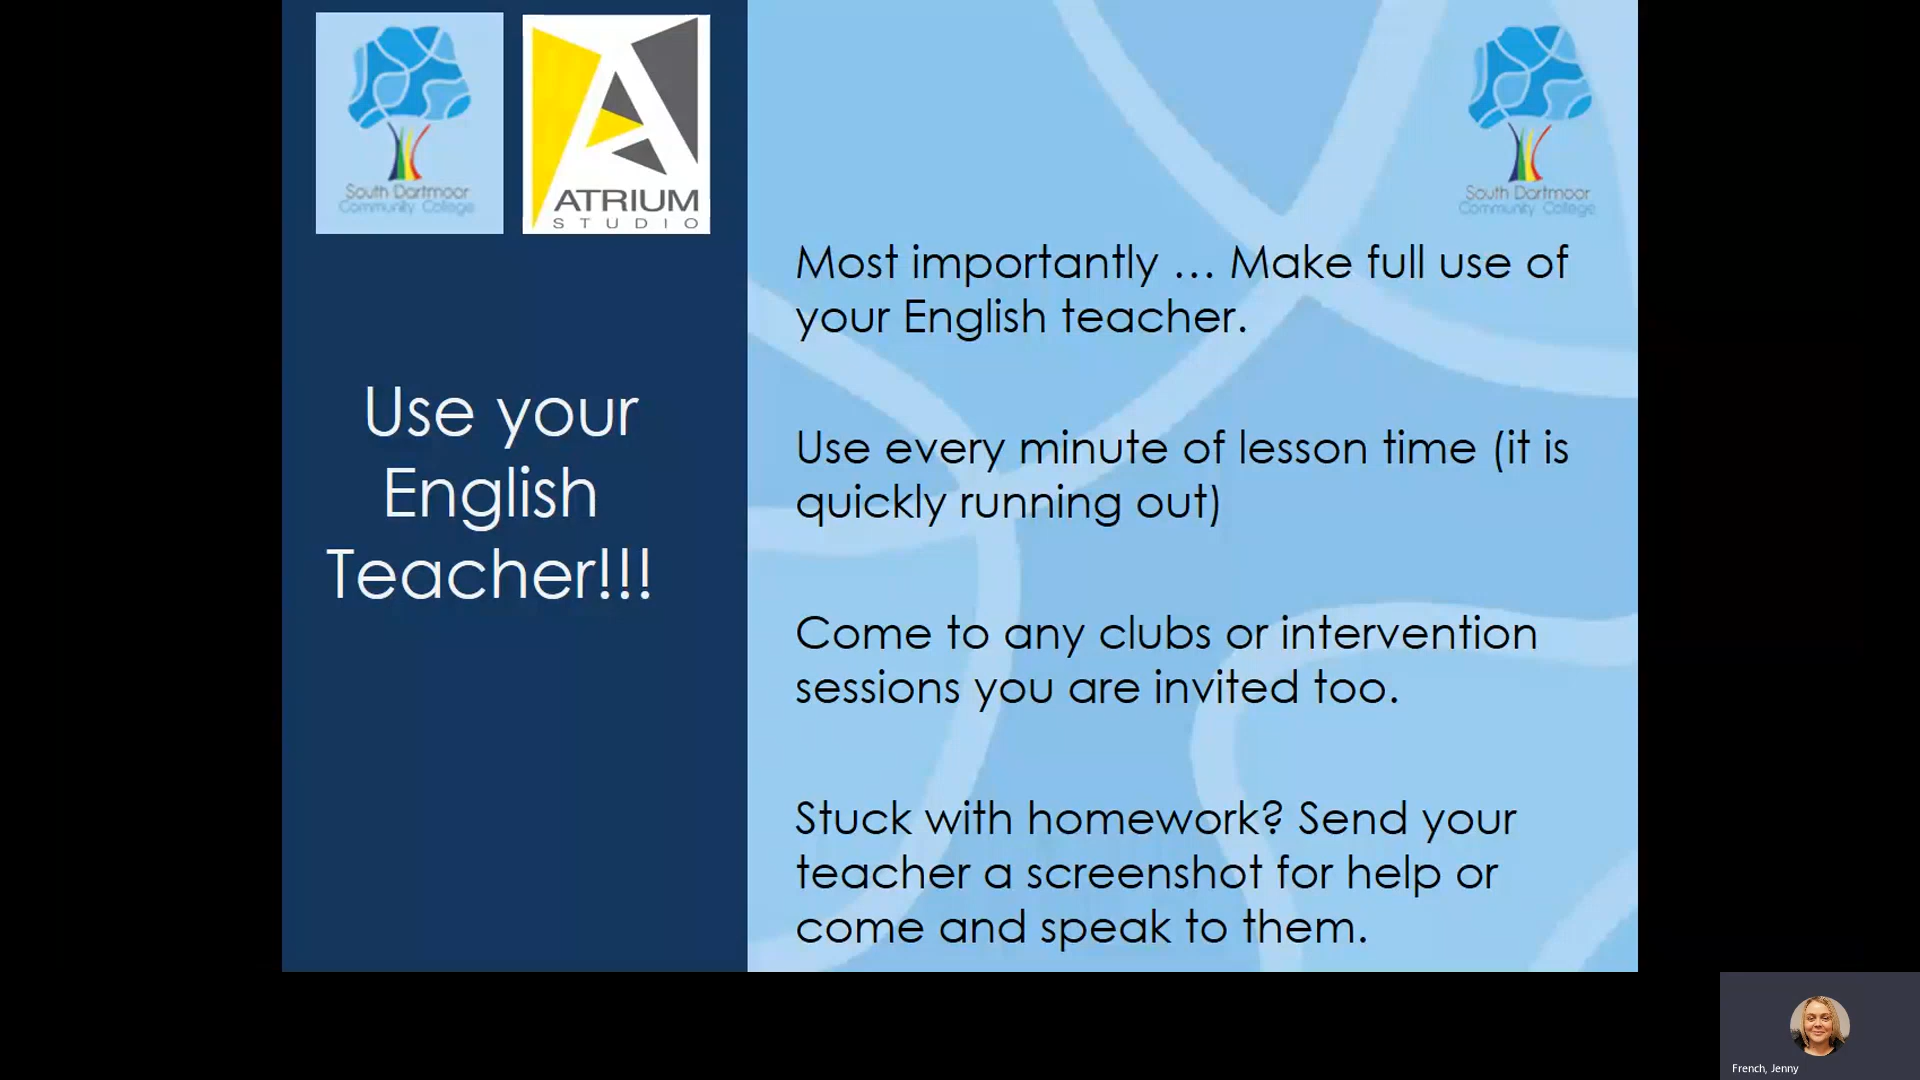 South Dartmoor
Community College
ATRIUM
STUDIO
Use your
English
Teacher!!!
South Dartmoor
Community College
Most importantly … Make full use of
your English teacher.
Use every minute of lesson time (it is
quickly running out)
Come to any clubs or intervention
sessions you are invited too.
Stuck with homework? Send your
teacher a screenshot for help or
come and speak to them.
French, Jenny